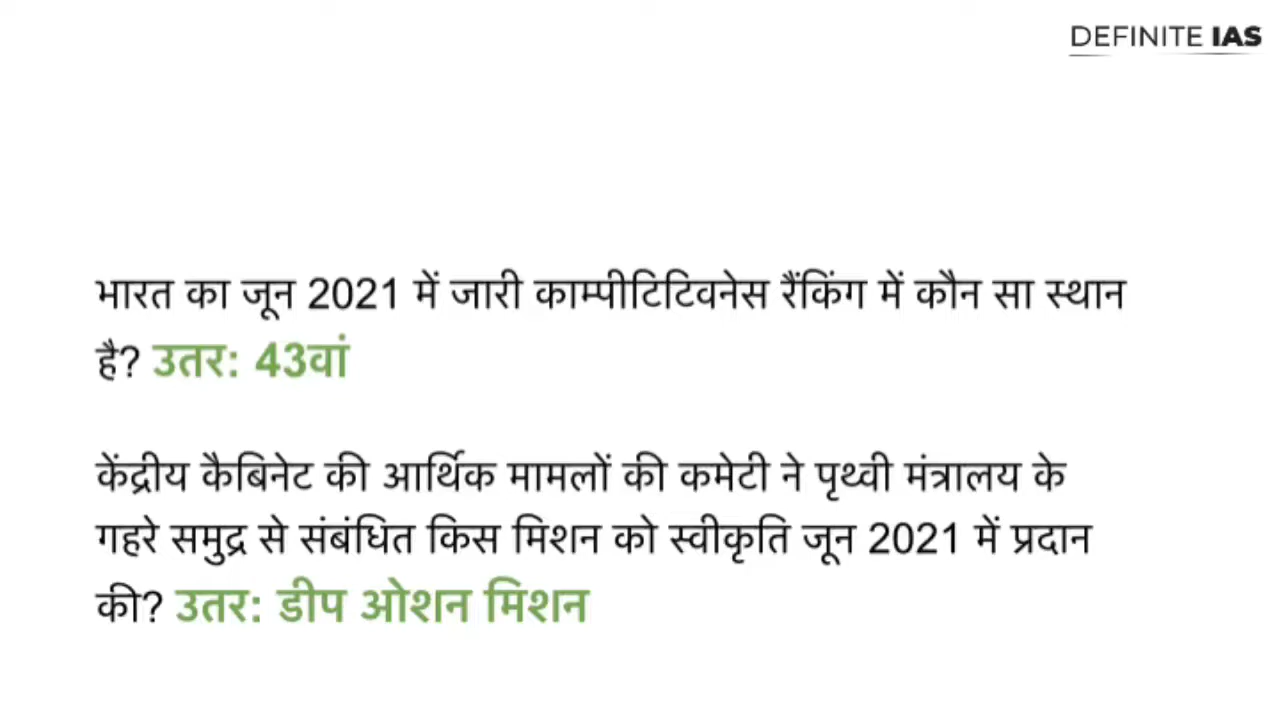 DEFINITE IAS
भारत का जून 2021 में जारी काम्पीटिटिवनेस रैंकिंग में कौन सा स्थान
है? उतर: 43वां
केंद्रीय कैबिनेट की आर्थिक मामलों की कमेटी ने पृथ्वी मंत्रालय के
गहरे समुद्र से संबंधित किस मिशन को स्वीकृति जून 2021 में प्रदान
की? उतर: डीप ओशन मिशन